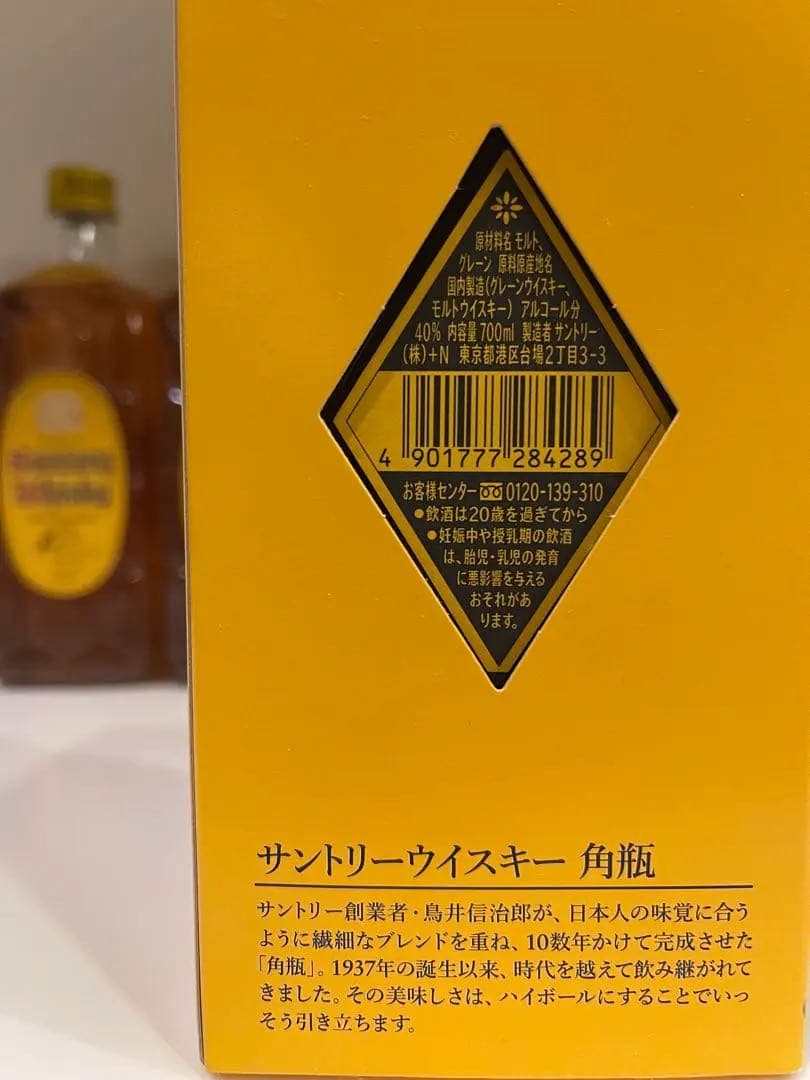 原材料名 モルト、
グレーン 原料原産地名
国内製造(グレーンウイスキー、
モルトウイスキー) アルコール分
40% 内容量 700ml 製造者 サントリー
(株)+N 東京都港区台場2丁目3-3
4 901777 284289
お客様センター 0120-139-310
●飲酒は20歳を過ぎてから
●妊娠中や授乳期の飲酒
は、胎児・乳児の発育
に悪影響を与える
おそれがあ
ります。
サントリーウイスキー 角瓶
サントリー創業者・鳥井信治郎が、日本人の味覚に合う
ように繊細なブレンドを重ね、10数年かけて完成させた
「角瓶」。1937年の誕生以来、時代を越えて飲み継がれて
きました。その美味しさは、ハイボールにすることでいっ
そう引き立ちます。